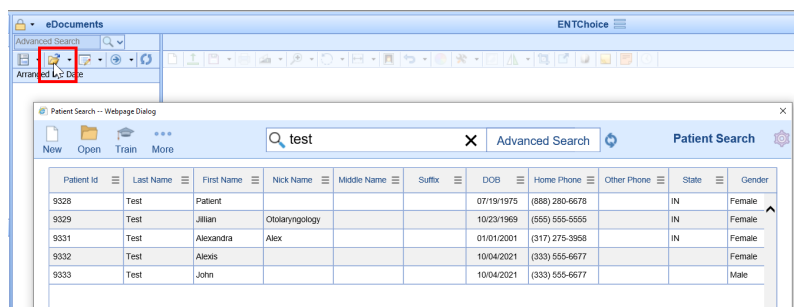 eDocuments
ENTChoice
Advanced Search
Arranged by: Date
Patient Search -- Webpage Dialog
New Open Train More
test
Advanced Search
Patient Search
Patient Id Last Name First Name Nick Name Middle Name Suffix DOB Home Phone Other Phone State Gender
9328 Test Patient 07/19/1975 (888) 280-6678 IN Female
9329 Test Jillian Otolaryngology 10/23/1969 (555) 555-5555 IN Female
9331 Test Alexandra Alex 01/01/2001 (317) 275-3958 IN Female
9332 Test Alexis 10/04/2021 (333) 555-6677 Female
9333 Test John 10/04/2021 (333) 555-6677 Male